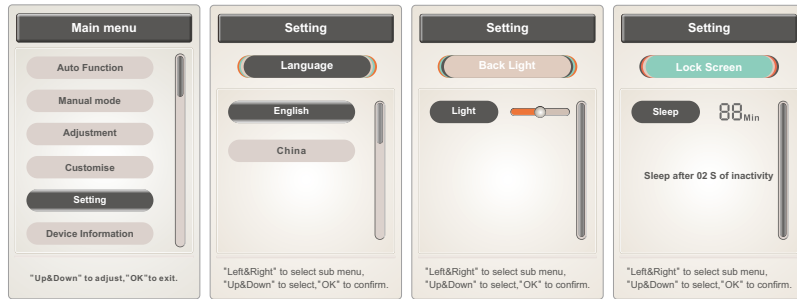 Main menu
Auto Function
Manual mode
Adjustment
Customise
Setting
Device Information
"Up&Down" to adjust,"OK"to exit.
Setting
Language
English
China
"Left&Right" to select sub menu,
"Up&Down" to select,"OK" to confirm.
Setting
Back Light
Light
"Left&Right" to select sub menu,
"Up&Down" to select,"OK" to confirm.
Setting
Lock Screen
Sleep 88 Min
Sleep after 02 S of inactivity
"Left&Right" to select sub menu,
"Up&Down" to select,"OK" to confirm.